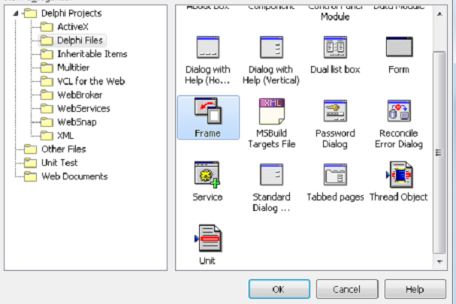 Delphi Projects
ActiveX
Delphi Files
Inheritable Items
Multitier
VCL for the Web
WebBroker
WebServices
WebSnap
XML
Other Files
Unit Test
Web Documents
About Box
Component
Control Panel
Module
Data Module
Dialog with
Help (Ho...
Dialog with
Help (Vertical)
Dual list box
Form
Frame
XML
MSBuild
Targets File
Password
Dialog
Reconcile
Error Dialog
Service
Standard
Dialog ...
Tabbed pages
Thread Object
Unit
OK
Cancel
Help